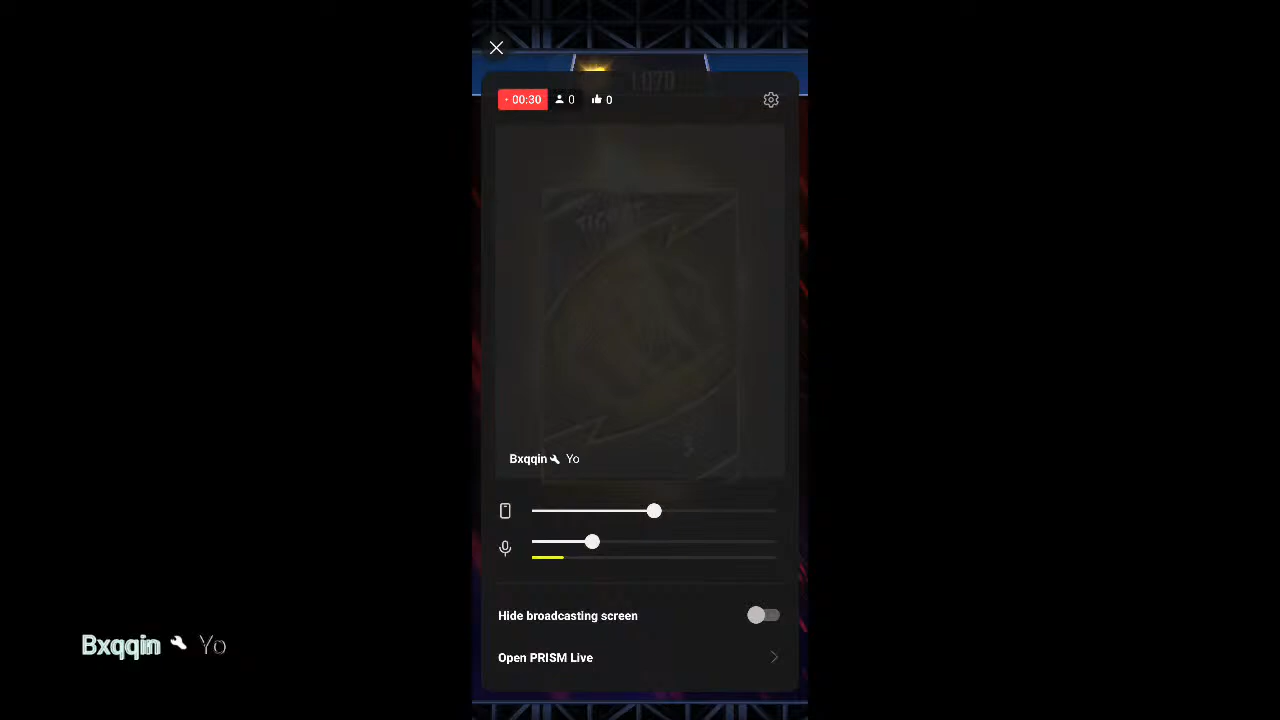 00:30 0 0
Bxqqin Yo
Hide broadcasting screen
Open PRISM Live
Bxqqin Yo